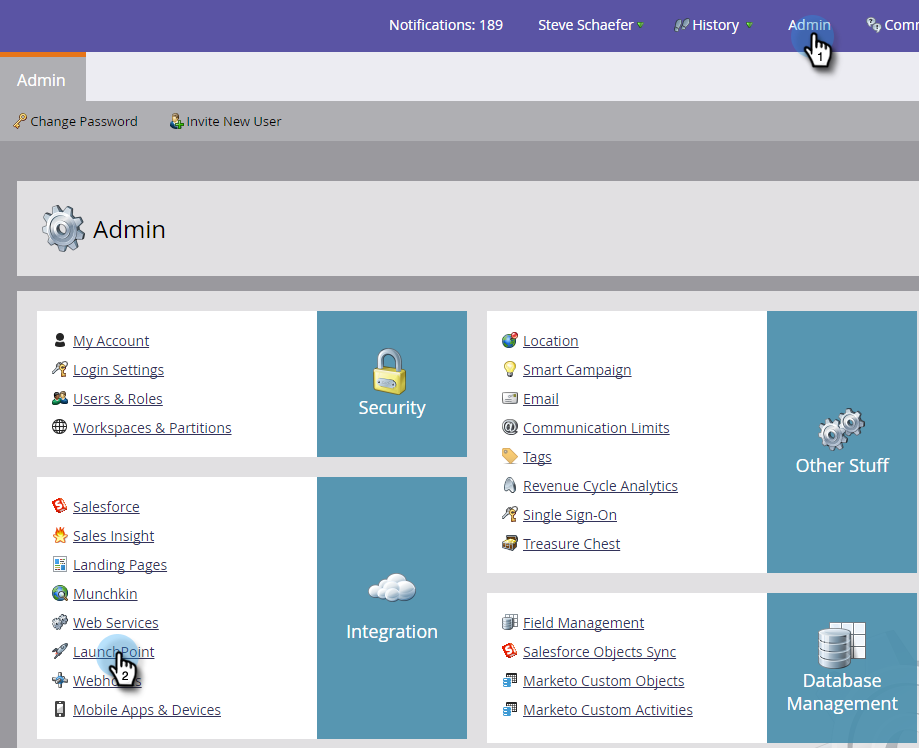 Notifications: 189 Steve Schaefer History Admin
1
Admin
Change Password Invite New User
Admin
My Account
Login Settings
Users & Roles
Workspaces & Partitions
Security
Salesforce
Sales Insight
Landing Pages
Munchkin
Web Services
LaunchPoint
2
Mobile Apps & Devices
Integration
Location
Smart Campaign
Email
Communication Limits
Tags
Revenue Cycle Analytics
Single Sign-On
Treasure Chest
Other Stuff
Field Management
Salesforce Objects Sync
Marketo Custom Objects
Marketo Custom Activities
Database
Management